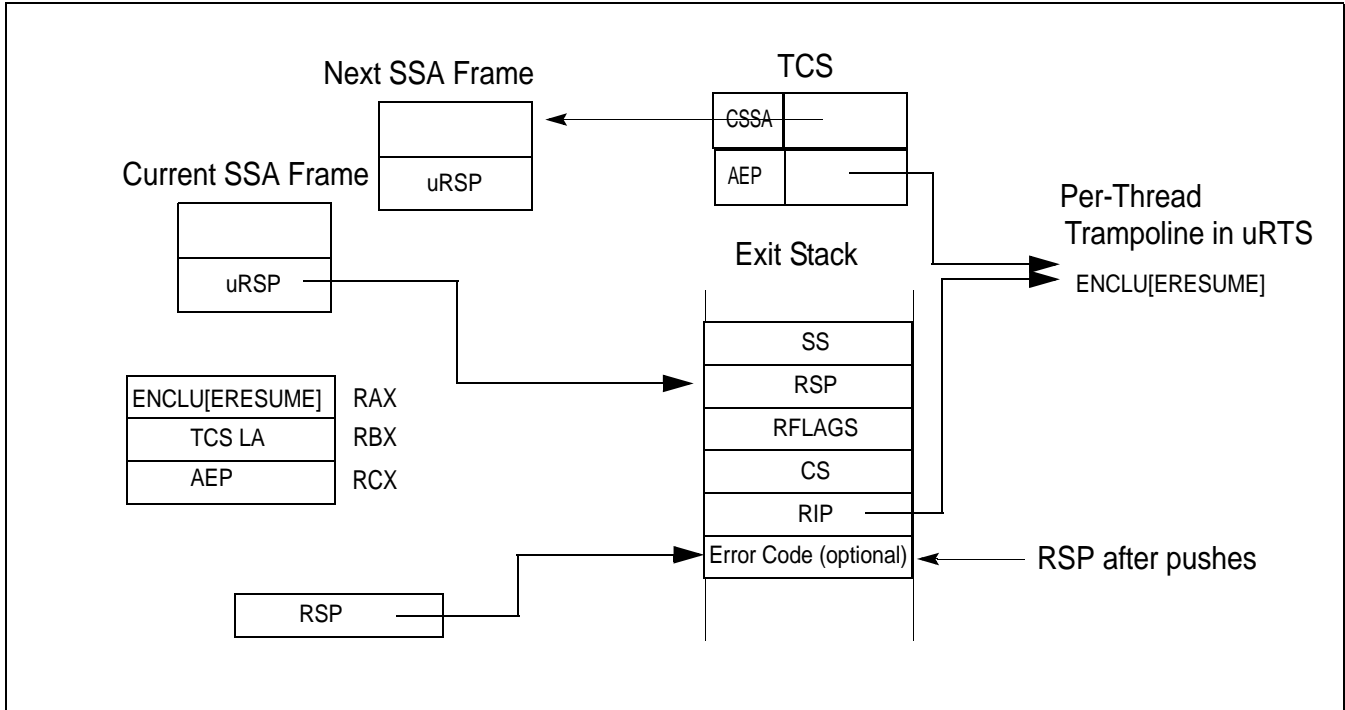 Next SSA Frame
TCS
CSSA
Current SSA Frame
uRSP
AEP
Per-Thread
Trampoline in uRTS
ENCLU[ERESUME]
Exit Stack
uRSP
SS
RSP
RFLAGS
CS
RIP
Error Code (optional)
RSP after pushes
ENCLU[ERESUME] RAX
TCS LA RBX
AEP RCX
RSP